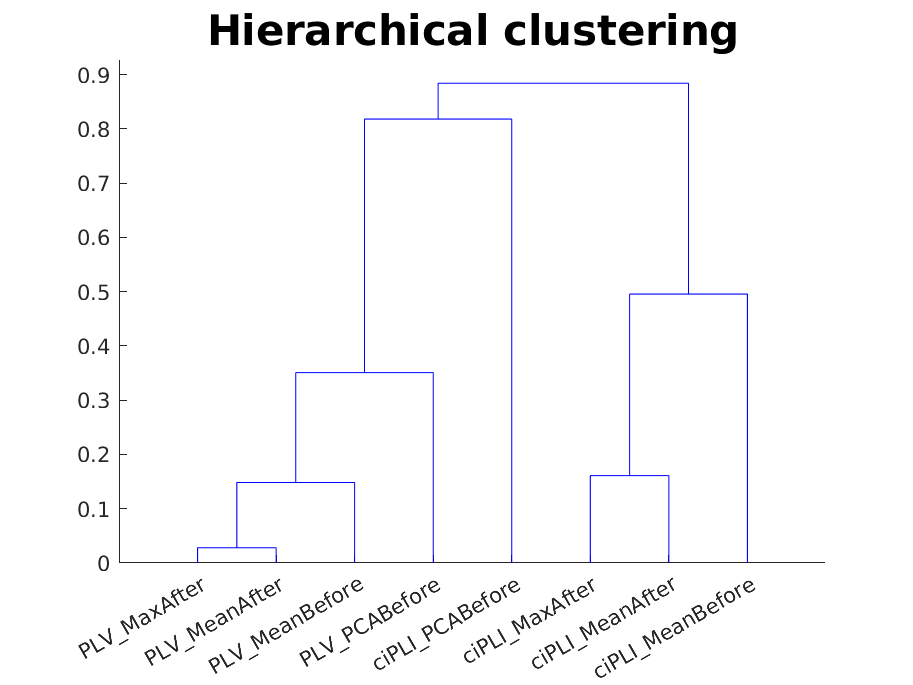 Hierarchical clustering
0.9
0.8
0.7
0.6
0.5
0.4
0.3
0.2
0.1
0
PLV_MaxAfter
PLV_MeanAfter
PLV_MeanBefore
PLV_PCABefore
ciPLI_PCABefore
ciPLI_MaxAfter
ciPLI_MeanAfter
ciPLI_MeanBefore